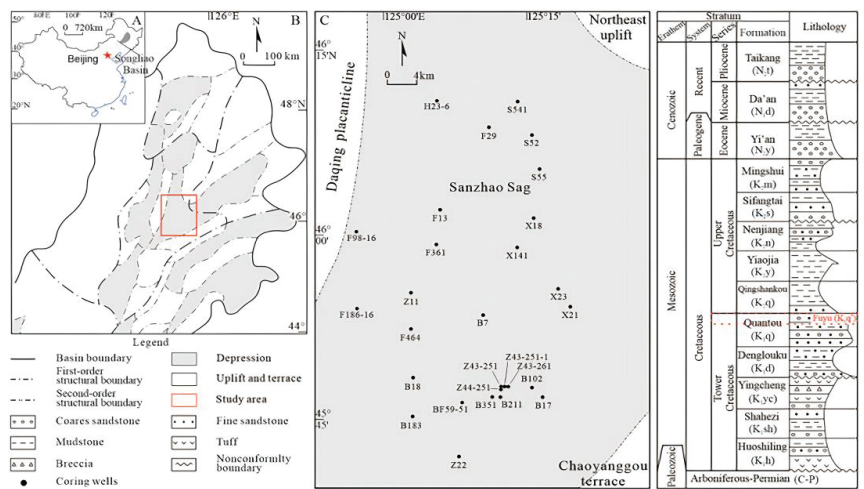 50°
0 720km
A
Beijing
Songliao
Basin
40°
30°
20°N
80°
100°
120°
126°E
N
B
0 100 km
48°N
46°
44°
Legend
Basin boundary
First-order
structural boundary
Second-order
structural boundary
Coares sandstone
Mudstone
Breccia
Coring wells
Depression
Uplift and terrace
Study area
Fine sandstone
Tuff
Nonconformlty
boundary
C
125°00′E
125°15′
46°
15′N
N
0 4km
Northeast
uplift
Daqing placanticline
H23-6
S541
F29
S52
S55
Sanzhao Sag
F13
X18
46°
00′
F98-16
F361
X141
Z11
X23
X21
F186-16
B7
F464
Z43-251-1
Z43-251
Z43-261
B18
Z44-251
B102
BF59-51
B351
B211
B17
45°
45′
B183
Z22
Chaoyanggou
terrace
Stratum
Lithology
Erathem
System
Series
Formation
Cenozoic
Recent
Pliocene
Taikang
(N₂t)
Miocene
Da'an
(N₁d)
Paleogene
Eocene
Yi'an
(N₂y)
Mesozoic
Cretaceous
Upper
Cretaceous
Mingshui
(K₂m)
Sifangtai
(K₂s)
Nenjiang
(K₂n)
Yiaojia
(K₂y)
Qingshankou
(K₂q)
Tower
Cretaceous
Quantou
(K₁q)
Fuyu
Denglouku
(K₁d)
Yingcheng
(K₁yc)
Shahezi
(K₁sh)
Huoshiling
(K₁h)
Paleozoic
Arboniferous-Permian (C-P)